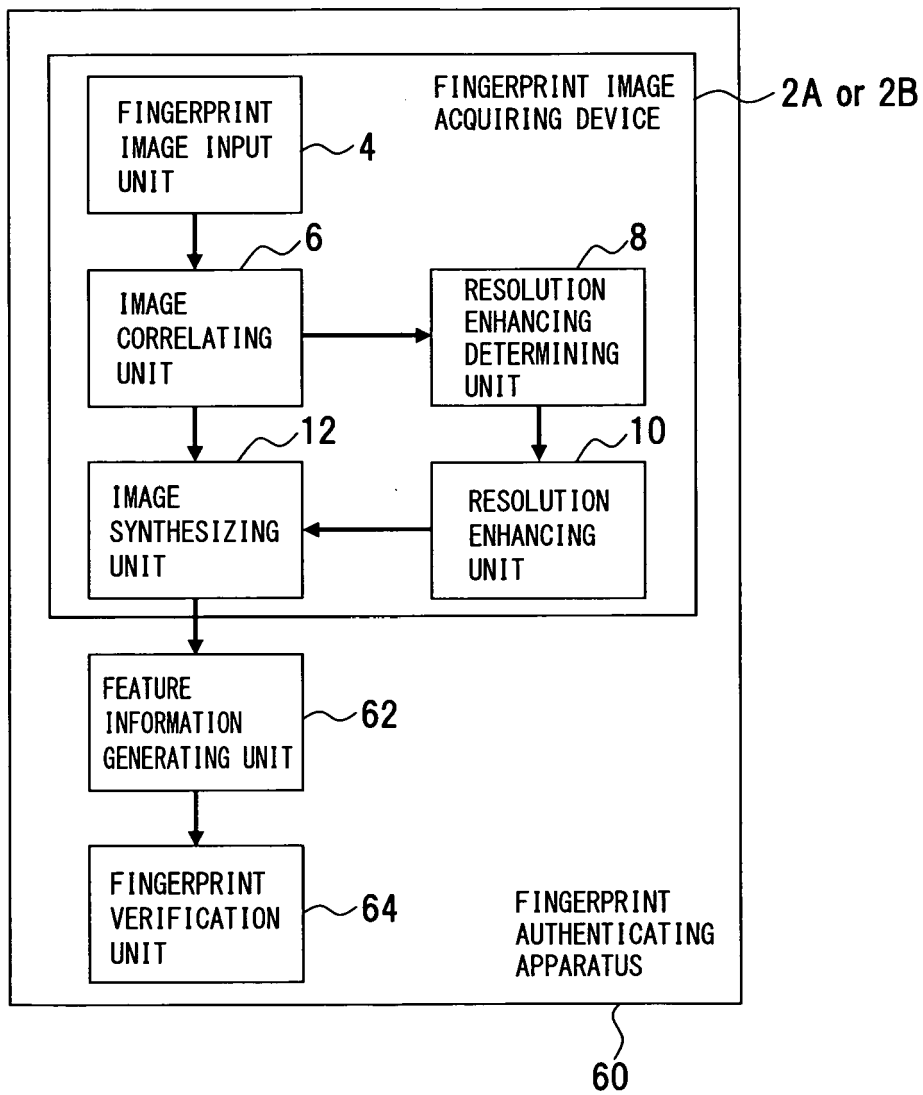 FINGERPRINT IMAGE
ACQUIRING DEVICE
2A or 2B
FINGERPRINT
IMAGE INPUT
UNIT
4
6
IMAGE
CORRELATING
UNIT
8
RESOLUTION
ENHANCING
DETERMINING
UNIT
12
IMAGE
SYNTHESIZING
UNIT
10
RESOLUTION
ENHANCING
UNIT
FEATURE
INFORMATION
GENERATING UNIT
62
FINGERPRINT
VERIFICATION
UNIT
64
FINGERPRINT
AUTHENTICATING
APPARATUS
60